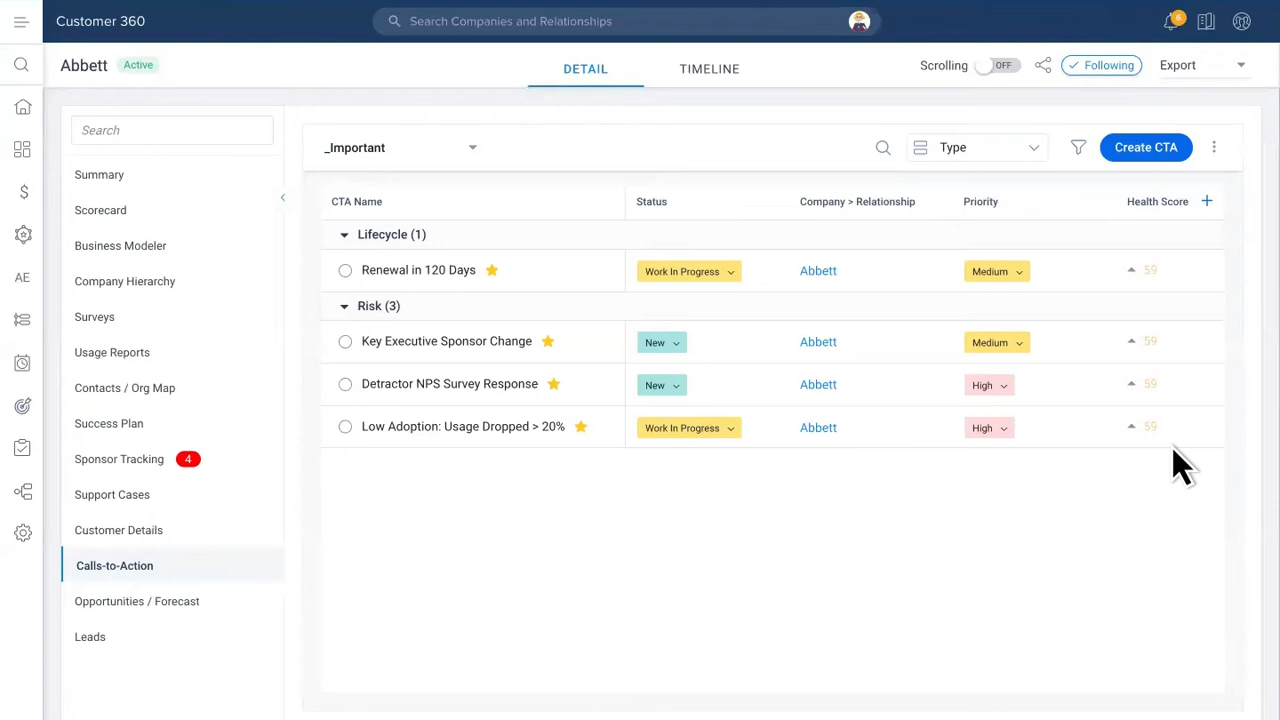 Customer 360
Search Companies and Relationships
6
Abbett Active
DETAIL
TIMELINE
Scrolling OFF
Following
Export
Search
Summary
Scorecard
Business Modeler
Company Hierarchy
Surveys
Usage Reports
Contacts / Org Map
Success Plan
Sponsor Tracking 4
Support Cases
Customer Details
Calls-to-Action
Opportunities / Forecast
Leads
AE
_Important
Type
Create CTA
CTA Name Status Company > Relationship Priority Health Score
Lifecycle (1)
Renewal in 120 Days Work In Progress Abbett Medium 59
Risk (3)
Key Executive Sponsor Change New Abbett Medium 59
Detractor NPS Survey Response New Abbett High 59
Low Adoption: Usage Dropped > 20% Work In Progress Abbett High 59